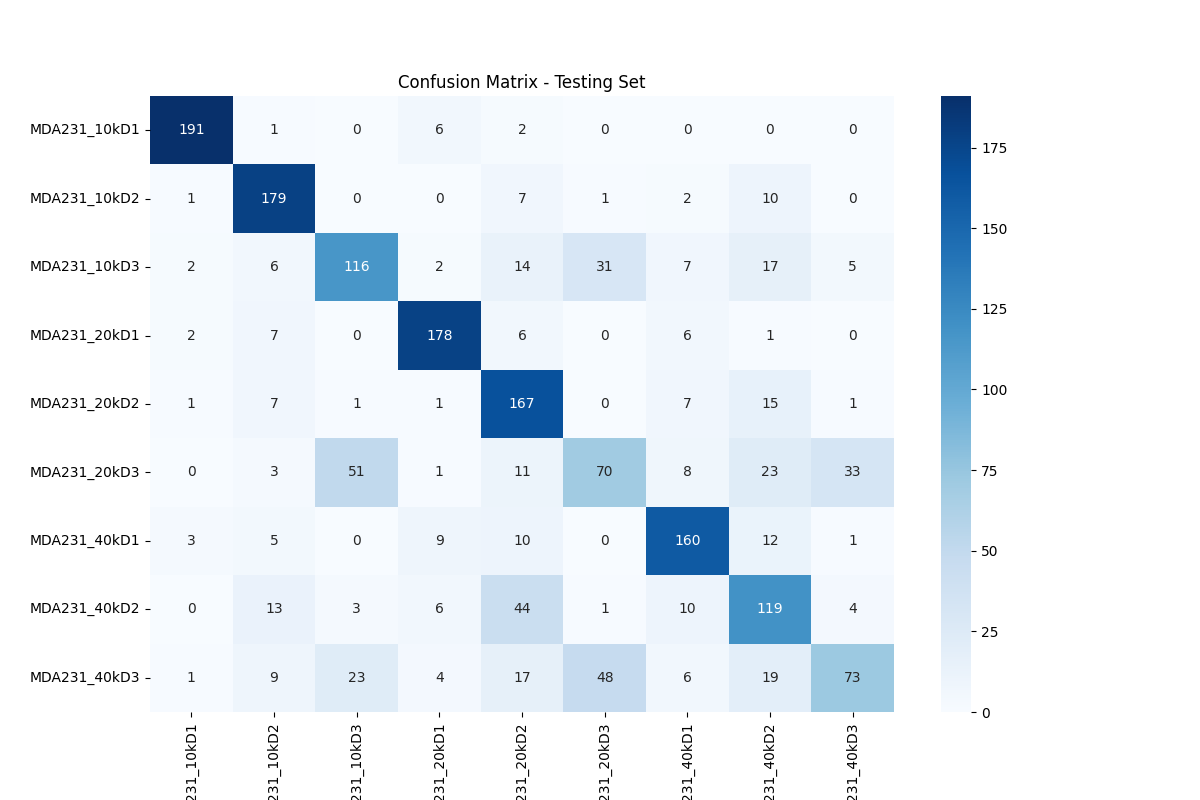 Confusion Matrix - Testing Set
MDA231_10kD1 191 1 0 6 2 0 0 0 0
MDA231_10kD2 1 179 0 0 7 1 2 10 0
MDA231_10kD3 2 6 116 2 14 31 7 17 5
MDA231_20kD1 2 7 0 178 6 0 6 1 0
MDA231_20kD2 1 7 1 1 167 0 7 15 1
MDA231_20kD3 0 3 51 1 11 70 8 23 33
MDA231_40kD1 3 5 0 9 10 0 160 12 1
MDA231_40kD2 0 13 3 6 44 1 10 119 4
MDA231_40kD3 1 9 23 4 17 48 6 19 73
231_10kD1
231_10kD2
231_10kD3
231_20kD1
231_20kD2
231_20kD3
231_40kD1
231_40kD2
231_40kD3
175
150
125
100
75
50
25
0